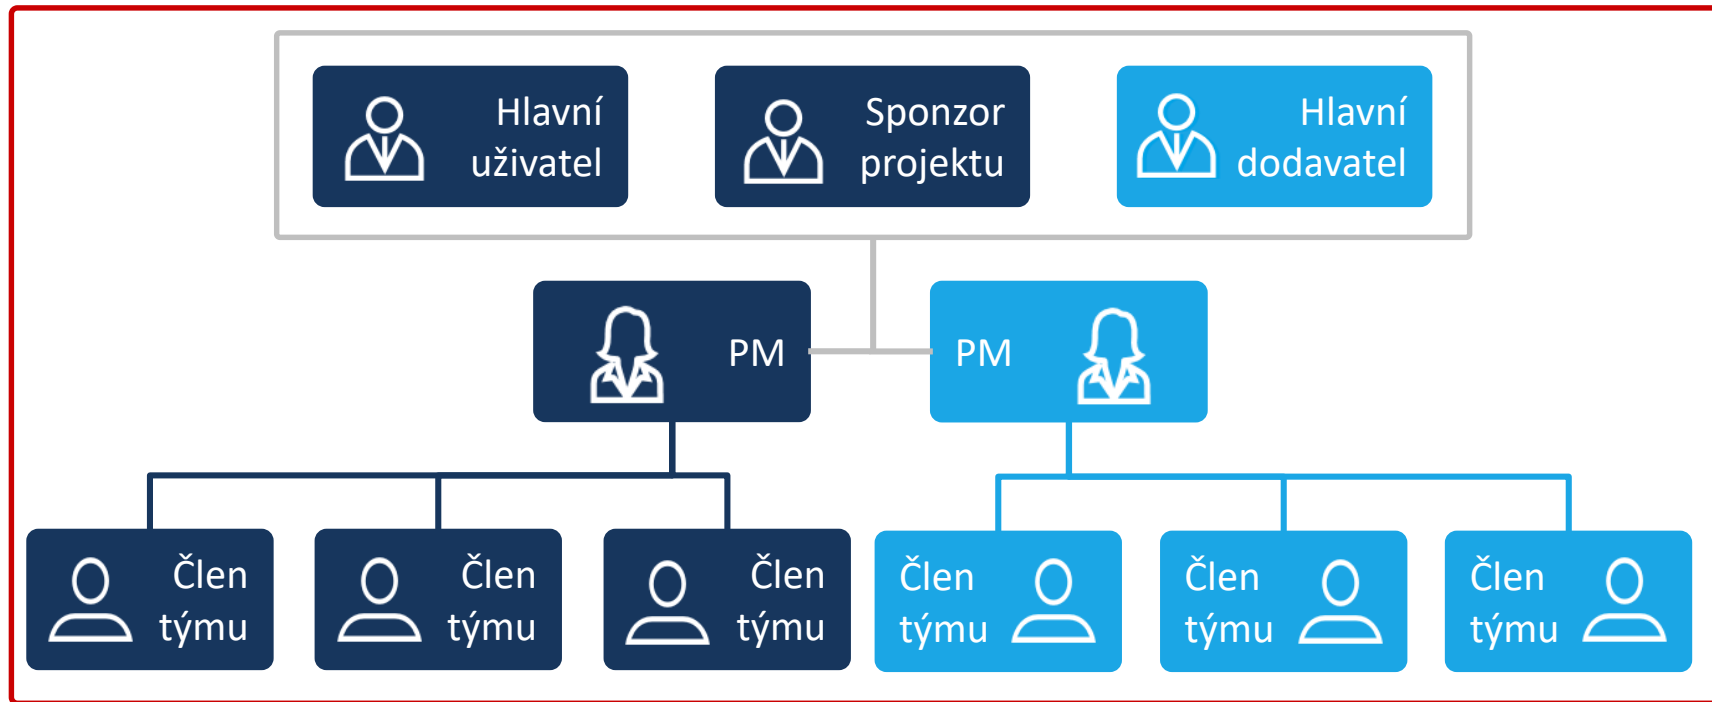 Hlavní
uživatel
Sponzor
projektu
Hlavní
dodavatel
PM
PM
Člen
týmu
Člen
týmu
Člen
týmu
Člen
týmu
Člen
týmu
Člen
týmu